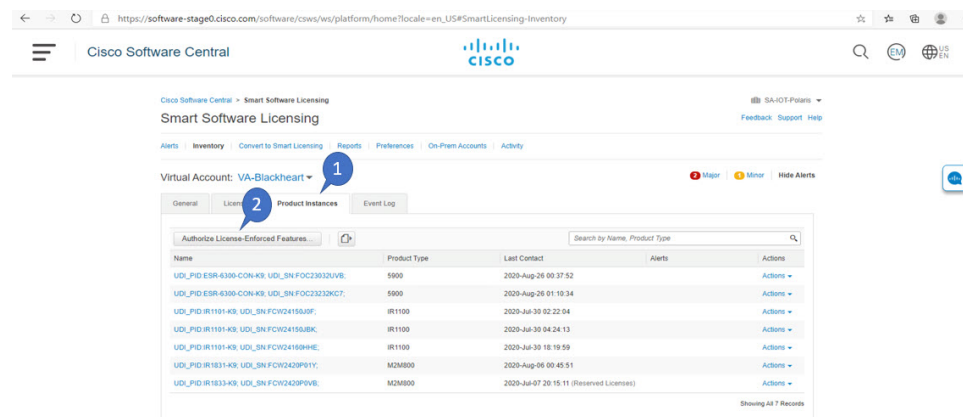 https://software-stage0.cisco.com/software/csws/ws/platform/home?locale=en_US#SmartLicensing-Inventory
Cisco Software Central
CISCO
EM
US
EN
Cisco Software Central > Smart Software Licensing
SA-IOT-Polaris
Smart Software Licensing
Feedback Support Help
Alerts Inventory Convert to Smart Licensing Reports Preferences On-Prem Accounts Activity
1
Virtual Account: VA-Blackheart
2 Major 1 Minor Hide Alerts
General Product Instances Event Log
2
Authorize License-Enforced Features...
Search by Name, Product Type
Name Product Type Last Contact Alerts Actions
UDI_PID:ESR-6300-CON-K9; UDI_SN:FOC23032UVB; 5900 2020-Aug-26 00:37:52 Actions
UDI_PID:ESR-6300-CON-K9; UDI_SN:FOC23232KC7; 5900 2020-Aug-26 01:10:34 Actions
UDI_PID:IR1101-K9; UDI_SN:FCW24150J0F; IR1100 2020-Jul-30 02:22:04 Actions
UDI_PID:IR1101-K9; UDI_SN:FCW24150JBK; IR1100 2020-Jul-30 04:24:13 Actions
UDI_PID:IR1101-K9; UDI_SN:FCW24160HHE; IR1100 2020-Jul-30 18:19:59 Actions
UDI_PID:IR1831-K9; UDI_SN:FCW2420P01Y; M2M800 2020-Aug-06 00:45:51 Actions
UDI_PID:IR1833-K9; UDI_SN:FCW2420P0VB; M2M800 2020-Jul-07 20:15:11 (Reserved Licenses) Actions
Showing All 7 Records